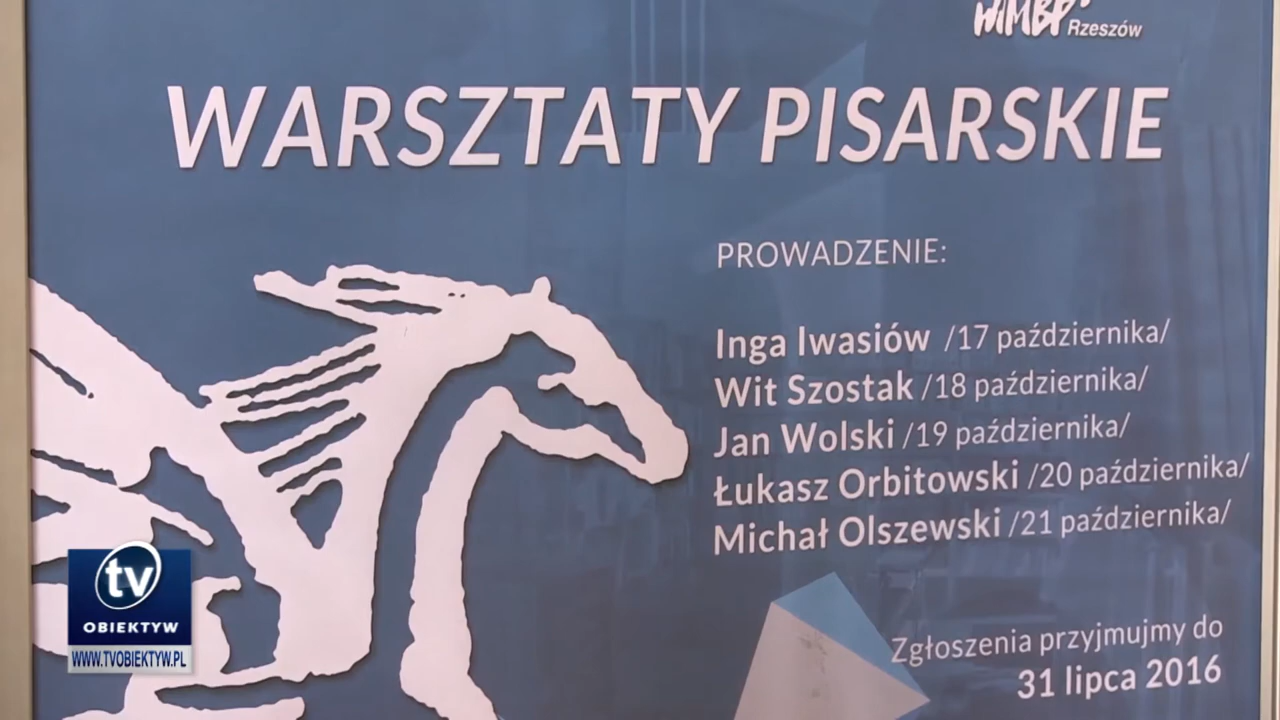 WiMBP Rzeszów
WARSZTATY PISARSKIE
PROWADZENIE:
Inga Iwasiów /17 października/
Wit Szostak /18 października/
Jan Wolski /19 października/
Łukasz Orbitowski /20 października/
Michał Olszewski /21 października/
Zgłoszenia przyjmujmy do
31 lipca 2016
tv
OBIEKTYW
WWW.TVOBIEKTYW.PL